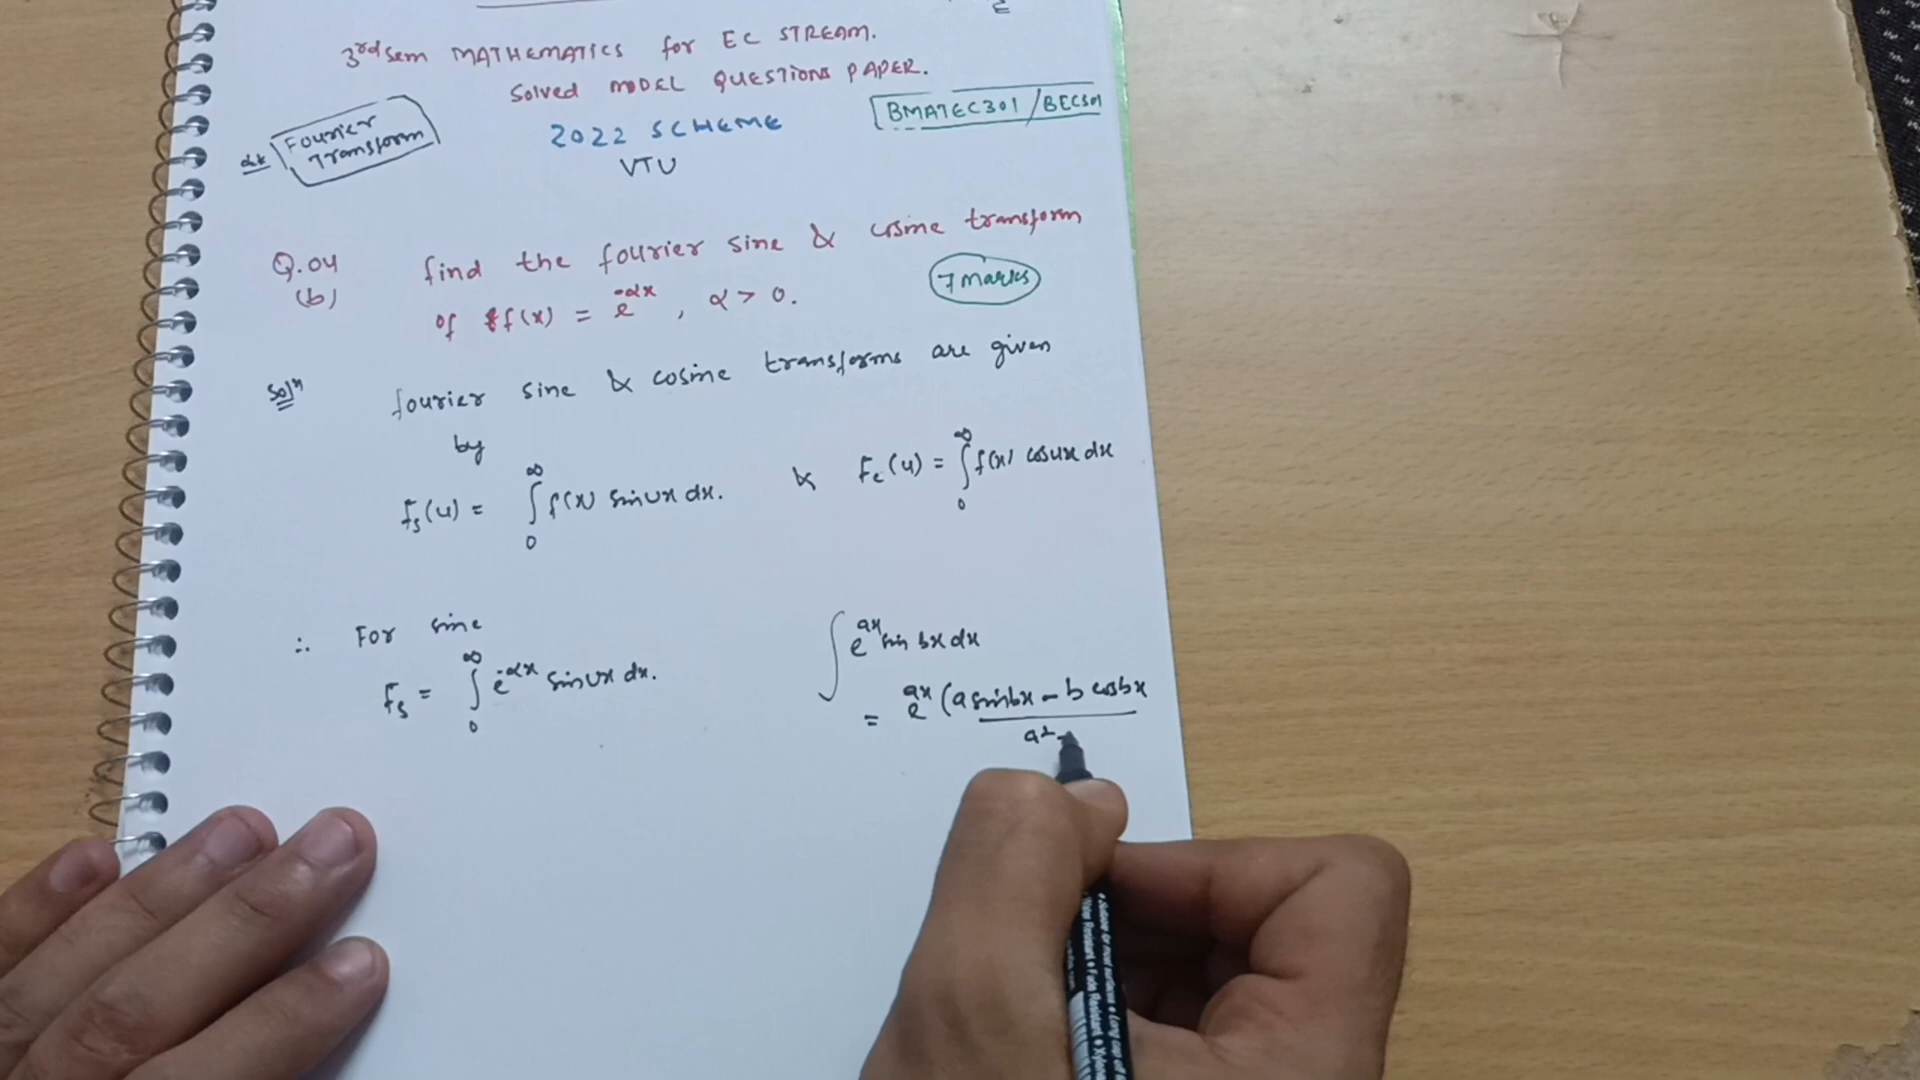 3rd sem MATHEMATICS for EC STREAM.
Solved MODEL QUESTIONS PAPER.
2022 SCHEME
BMATEC301/BEC301
VTU
Fourier
Transform
Q.04 find the fourier sine & cosine transform
(b) of f(x) = e^-αx , α > 0.
7 marks
Solⁿ fourier sine & cosine transforms are given
by
Fs(u) = ∫₀^∞ f(x) sin ux dx. & Fc(u) = ∫₀^∞ f(x) cos ux dx
∴ For sine
Fs = ∫₀^∞ e^-αx sin ux dx.
∫ e^ax sin bx dx
= e^ax (a sin bx - b cos bx
a² +